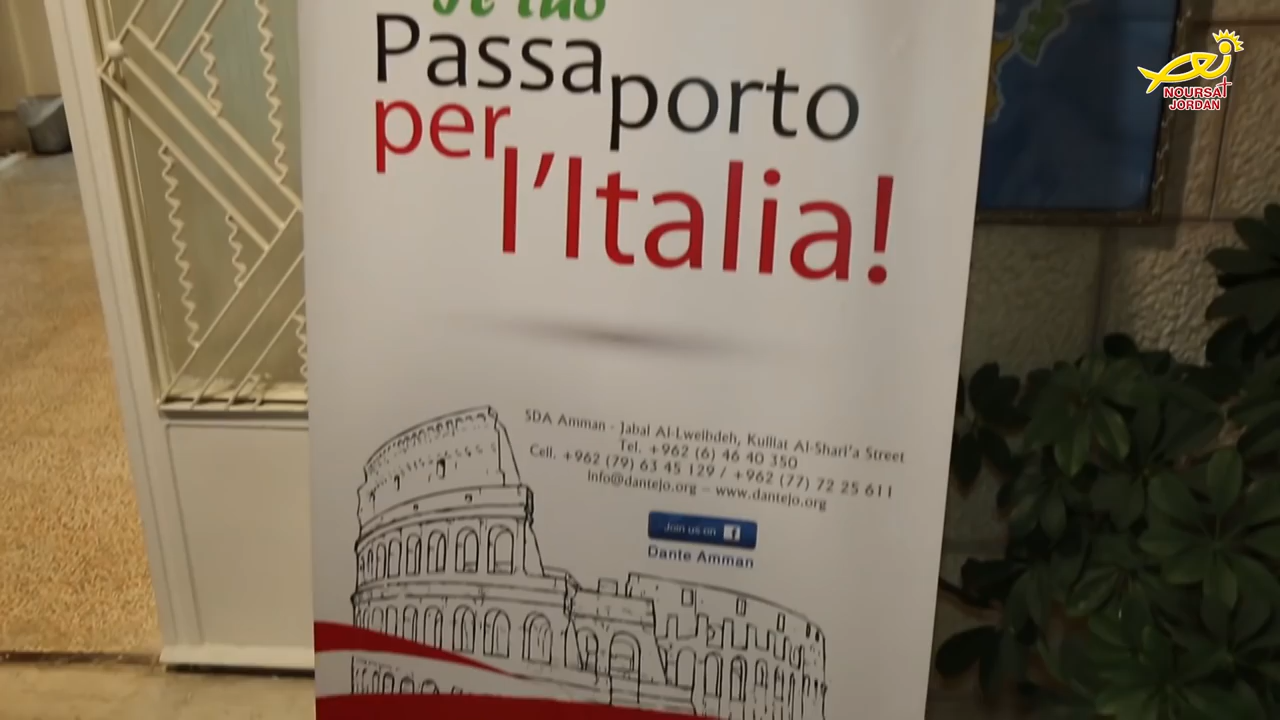 Il tuo
Passaporto
per
l'Italia!
SDA Amman - Jabal Al-Lweibdeh, Kulliat Al-Shari'a Street
Tel. +962 (6) 46 40 350
Cell. +962 (79) 63 45 129 / +962 (77) 72 25 611
info@dantejo.org – www.dantejo.org
Join us on f
Dante Amman
NOURSAT
JORDAN